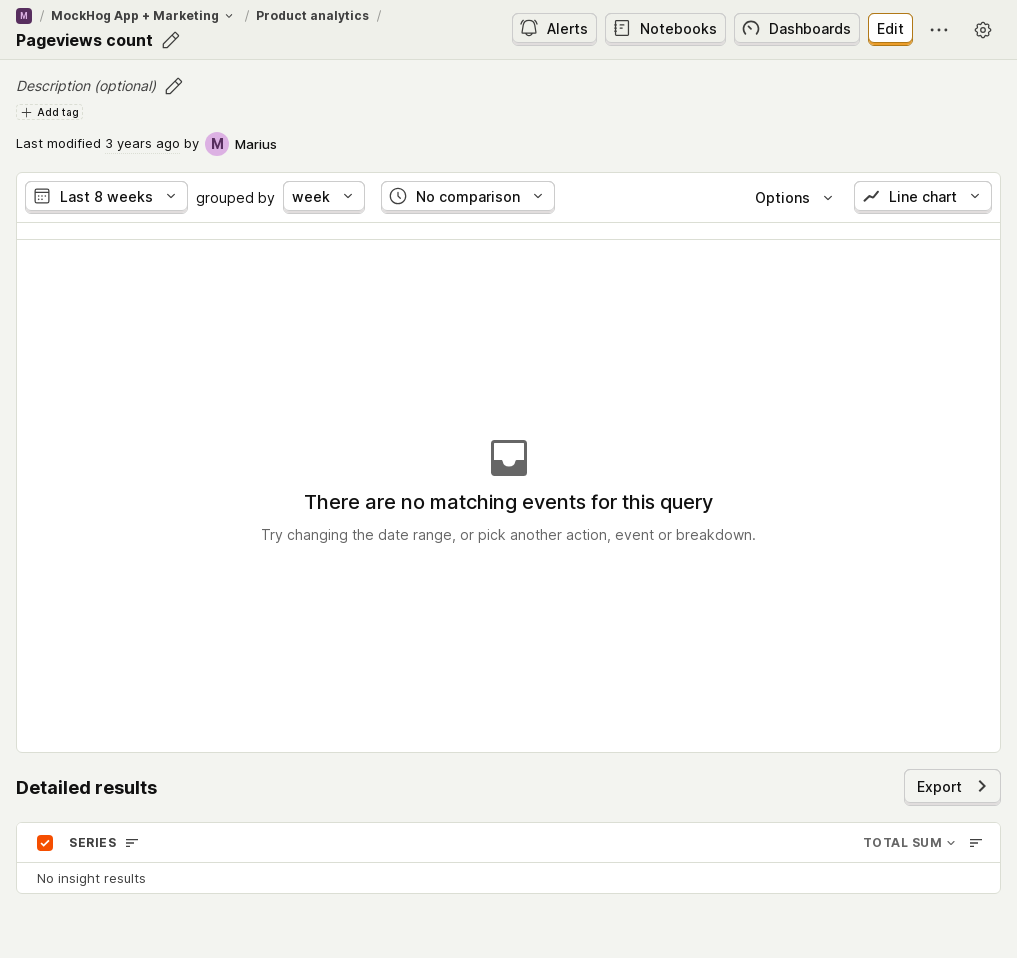 M / MockHog App + Marketing / Product analytics /
Pageviews count
Alerts
Notebooks
Dashboards
Edit
Description (optional)
Add tag
Last modified 3 years ago by M Marius
Last 8 weeks grouped by week No comparison Options Line chart
There are no matching events for this query
Try changing the date range, or pick another action, event or breakdown.
Detailed results
Export
SERIES TOTAL SUM
No insight results